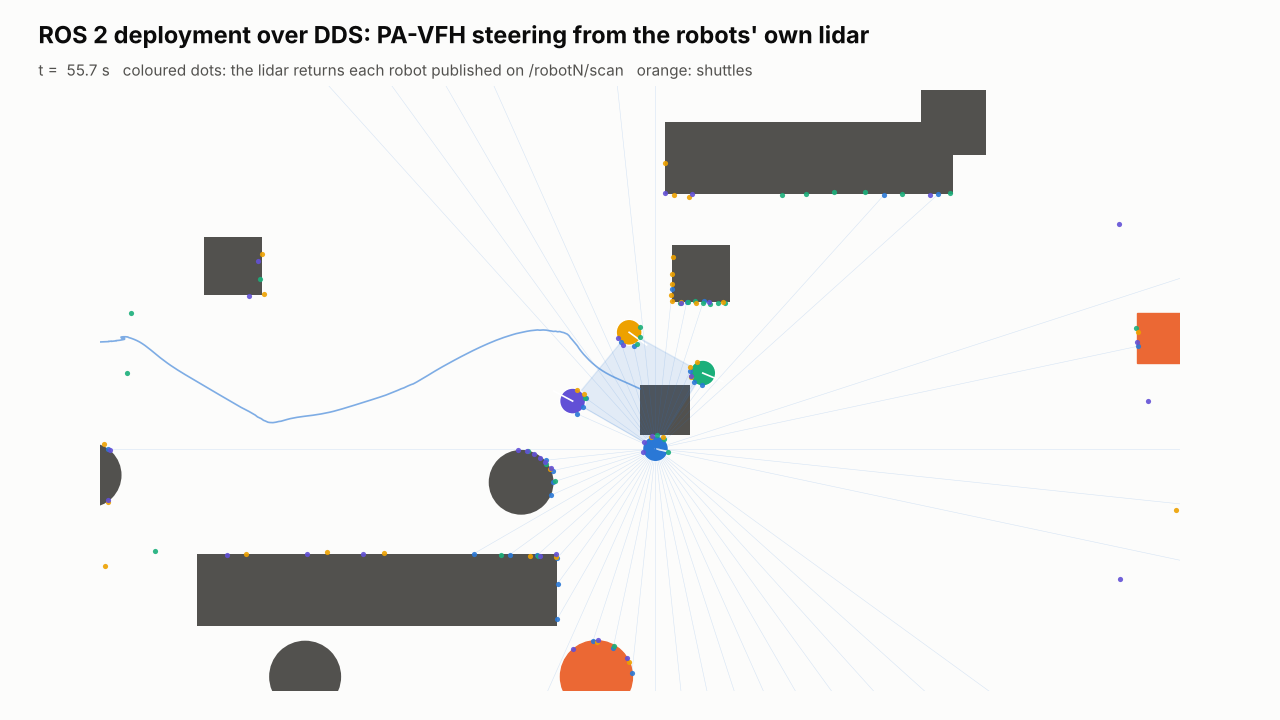 ROS 2 deployment over DDS: PA-VFH steering from the robots' own lidar
t =  55.7 s   coloured dots: the lidar returns each robot published on /robotN/scan   orange: shuttles